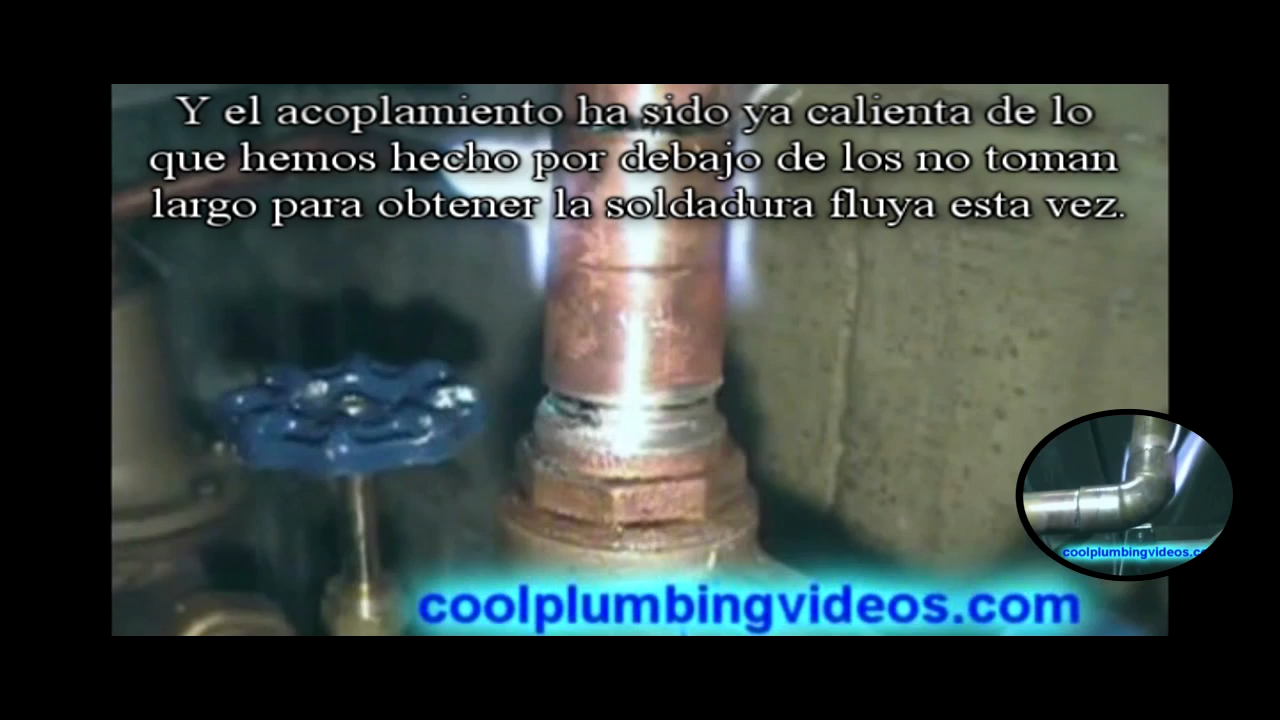 Y el acoplamiento ha sido ya calienta de lo
que hemos hecho por debajo de los no toman
largo para obtener la soldadura fluya esta vez.
coolplumbingvideos.c
coolplumbingvideos.com